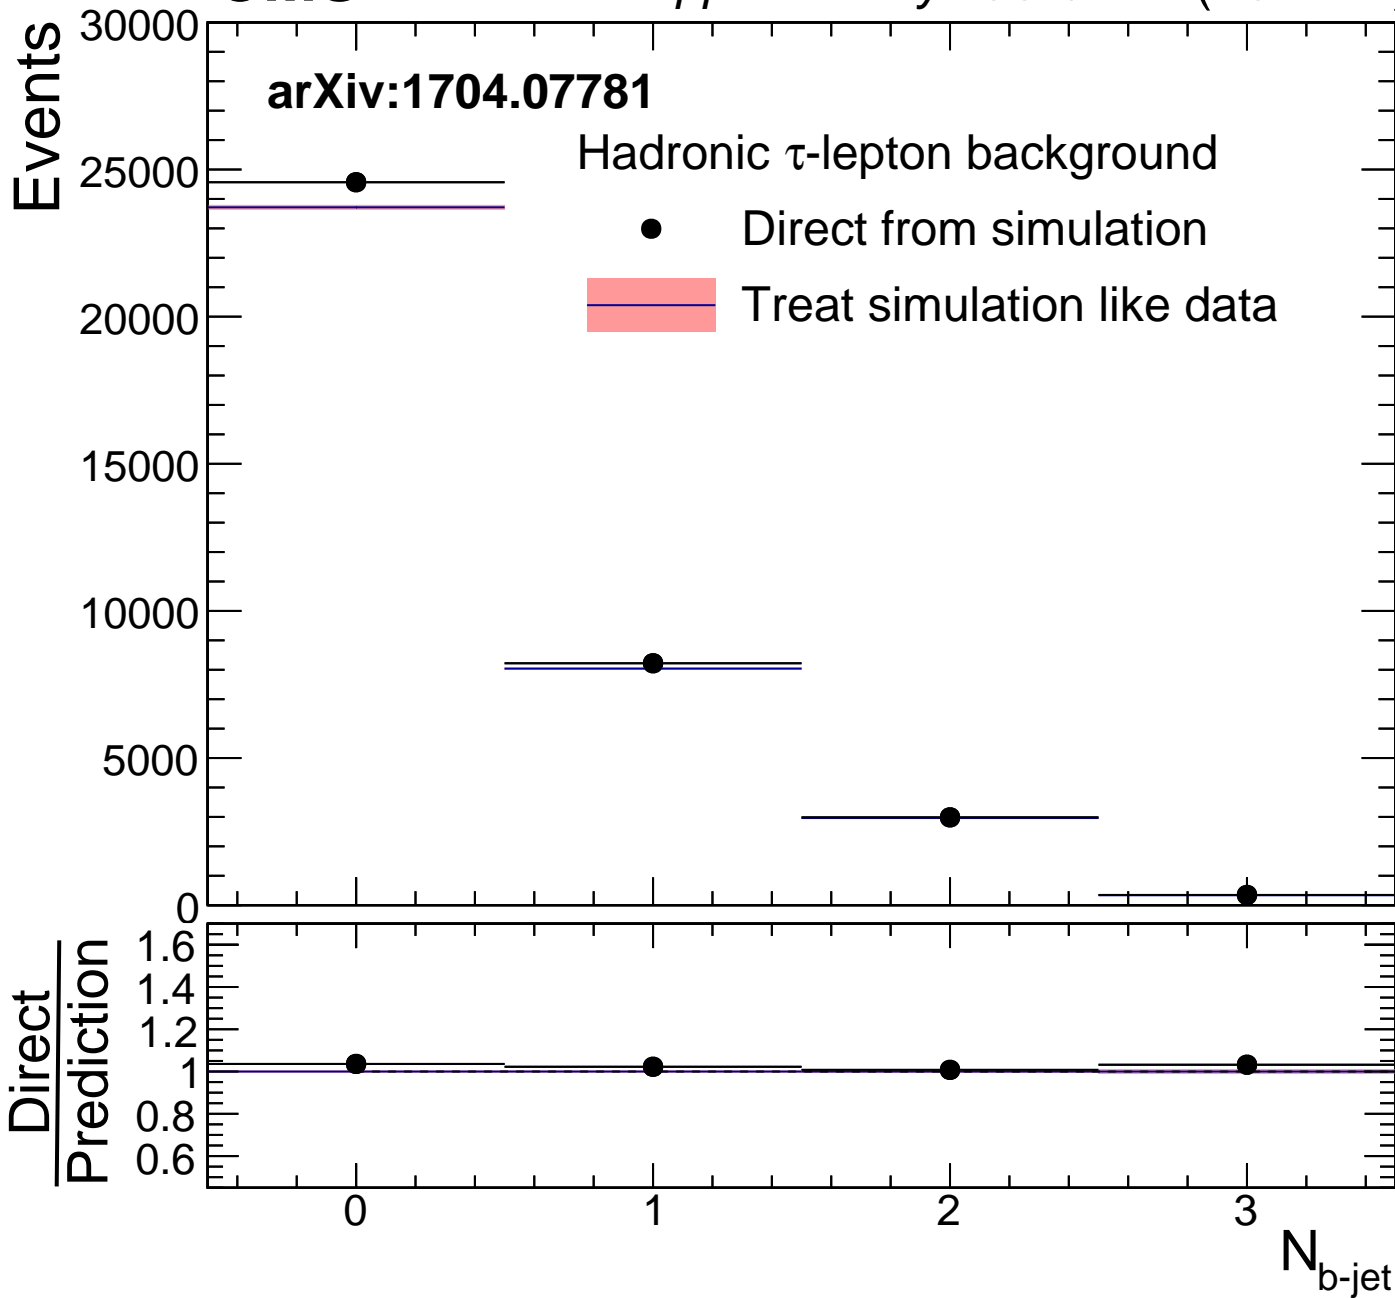 30000
arXiv:1704.07781
Hadronic τ-lepton background
Direct from simulation
Treat simulation like data
Events
25000
20000
15000
10000
5000
0
Direct
Prediction
1.6
1.4
1.2
1
0.8
0.6
0 1 2 3
N b-jet